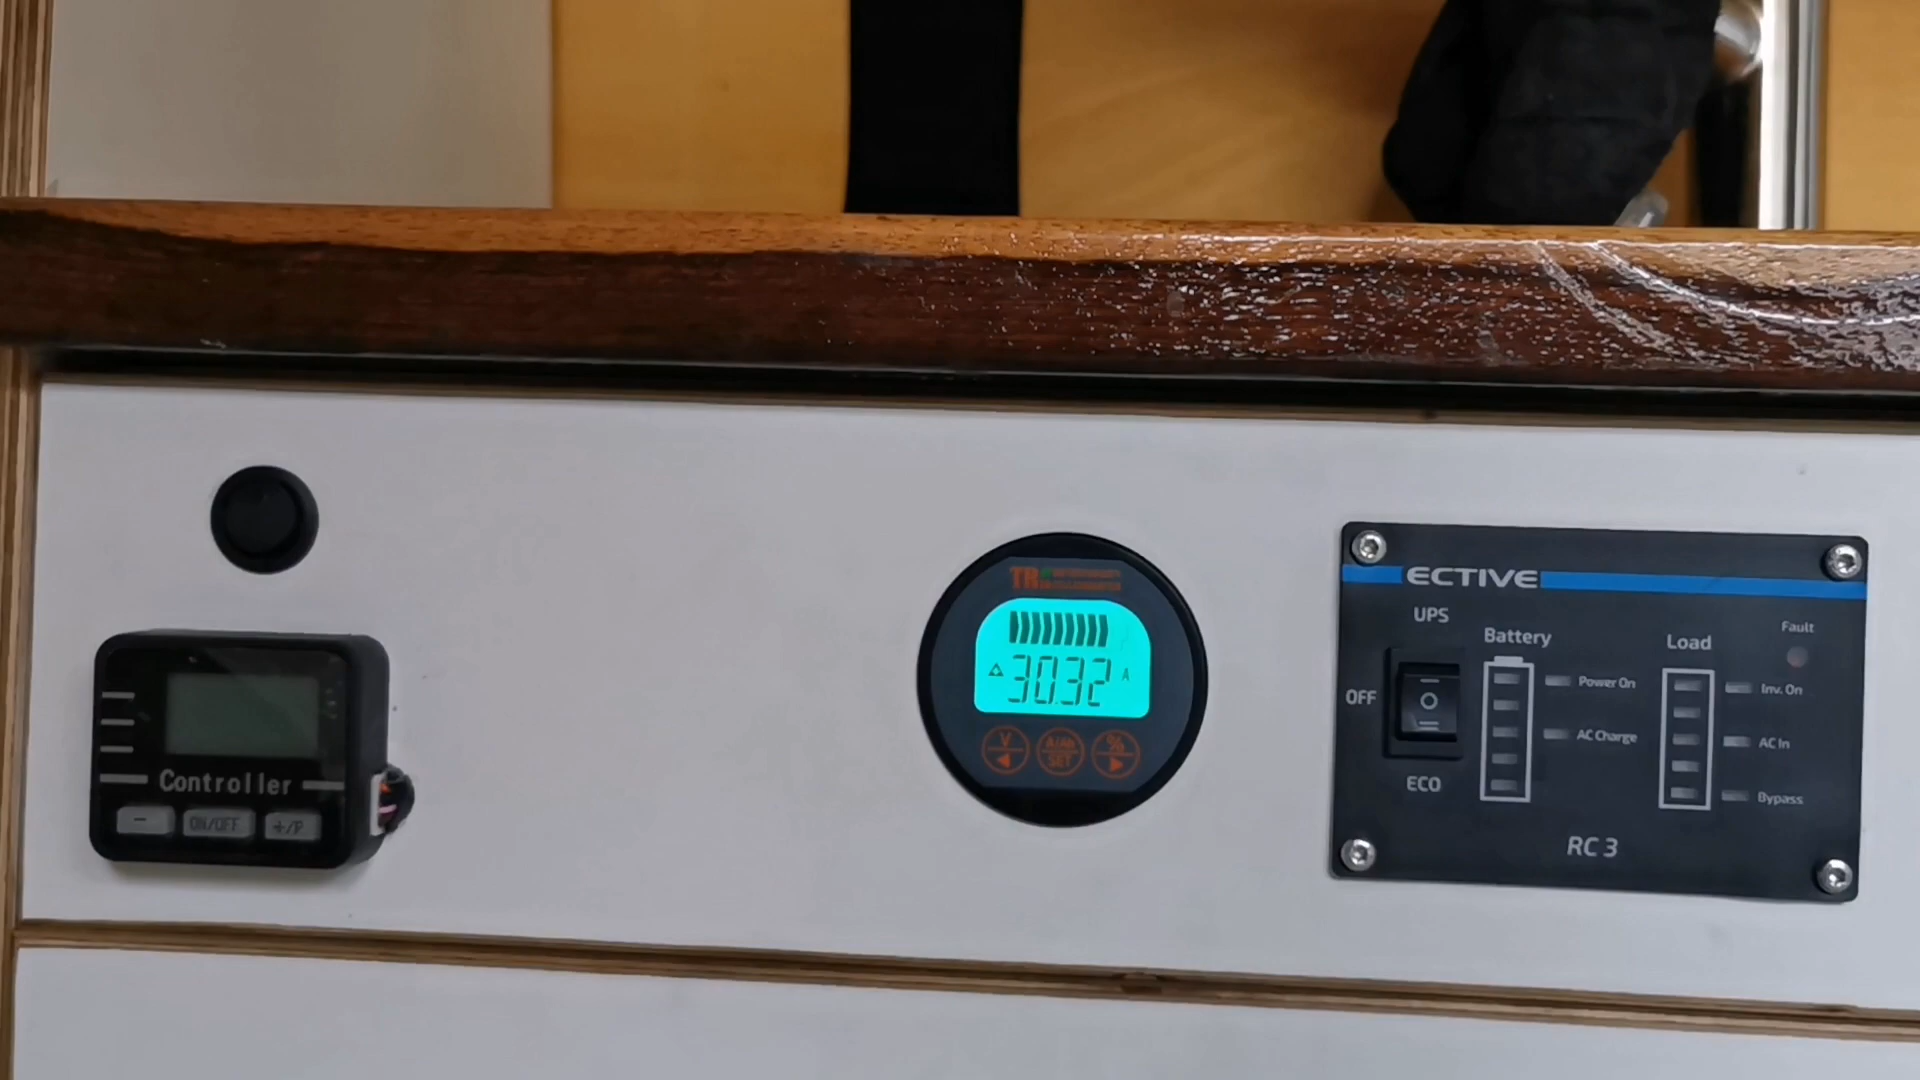 Controller
-
ON/OFF
+/P
TR
30.32 A
V
A/Ah
SET
%
ECTIVE
UPS
OFF
ECO
Battery
Power On
AC Charge
Load
Fault
Inv. On
AC In
Bypass
RC 3